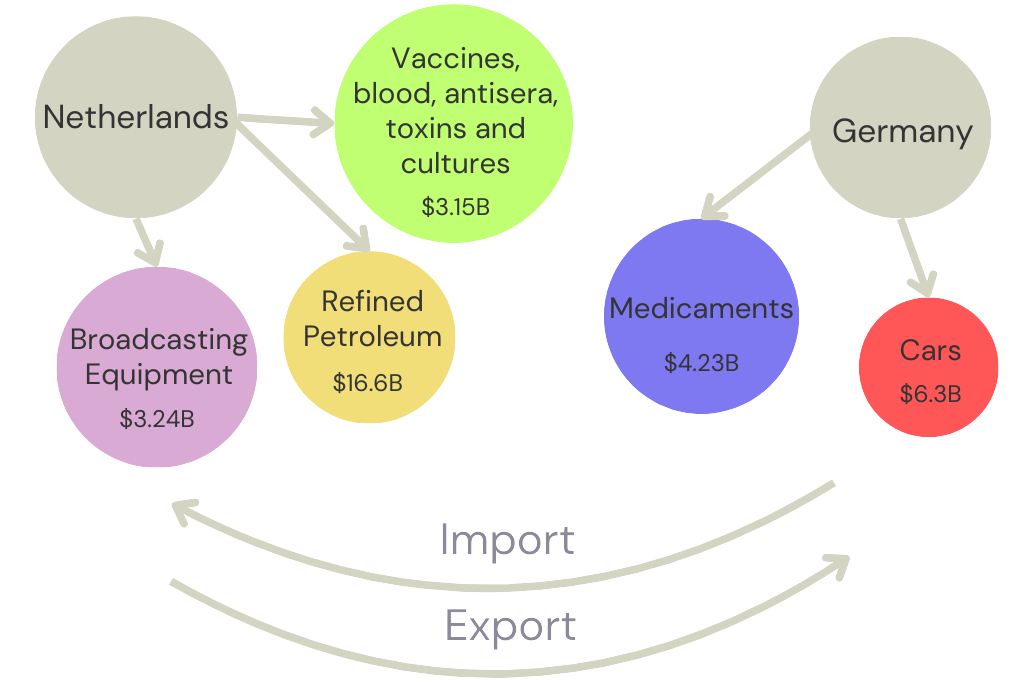 Netherlands
Vaccines,
blood, antisera,
toxins and
cultures
$3.15B
Germany
Broadcasting
Equipment
$3.24B
Refined
Petroleum
$16.6B
Medicaments
$4.23B
Cars
$6.3B
Import
Export